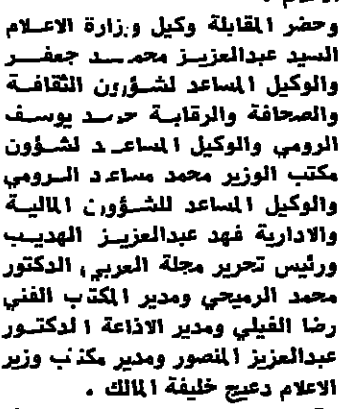 وحضر المقابلة وكيل وزارة الاعلام
السيد عبدالعزيز محمد جعفر
والوكيل المساعد لشؤون الثقافة
والصحافة والرقابة حمد يوسف
الرومي والوكيل المساعد لشؤون
مكتب الوزير محمد مساعد الرومي
والوكيل المساعد للشؤون المالية
والادارية فهد عبدالعزيز الهديب
ورئيس تحرير مجلة العربي، الدكتور
محمد الرميحي ومدير المكتب الفني
رضا الفيلي ومدير الاذاعة الدكتور
عبدالعزيز المنصور ومدير مكتب وزير
الاعلام دعيج خليفة المالك .